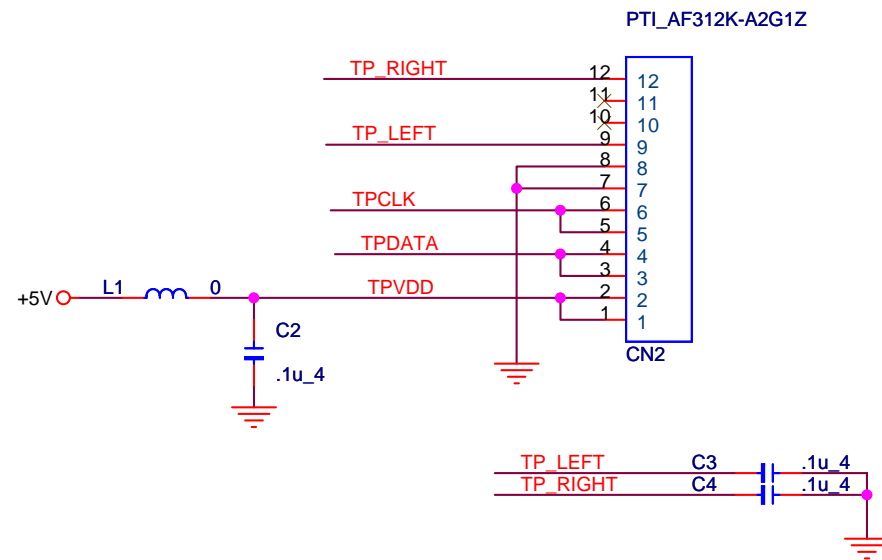 PTI_AF312K-A2G1Z
TP_RIGHT 12 12
11 11
10 10
TP_LEFT 9 9
8 8
7 7
TPCLK 6 6
5 5
TPDATA 4 4
3 3
+5V L1 0 TPVDD 2 2
1 1
C2
CN2
.1u_4
TP_LEFT C3 .1u_4
TP_RIGHT C4 .1u_4